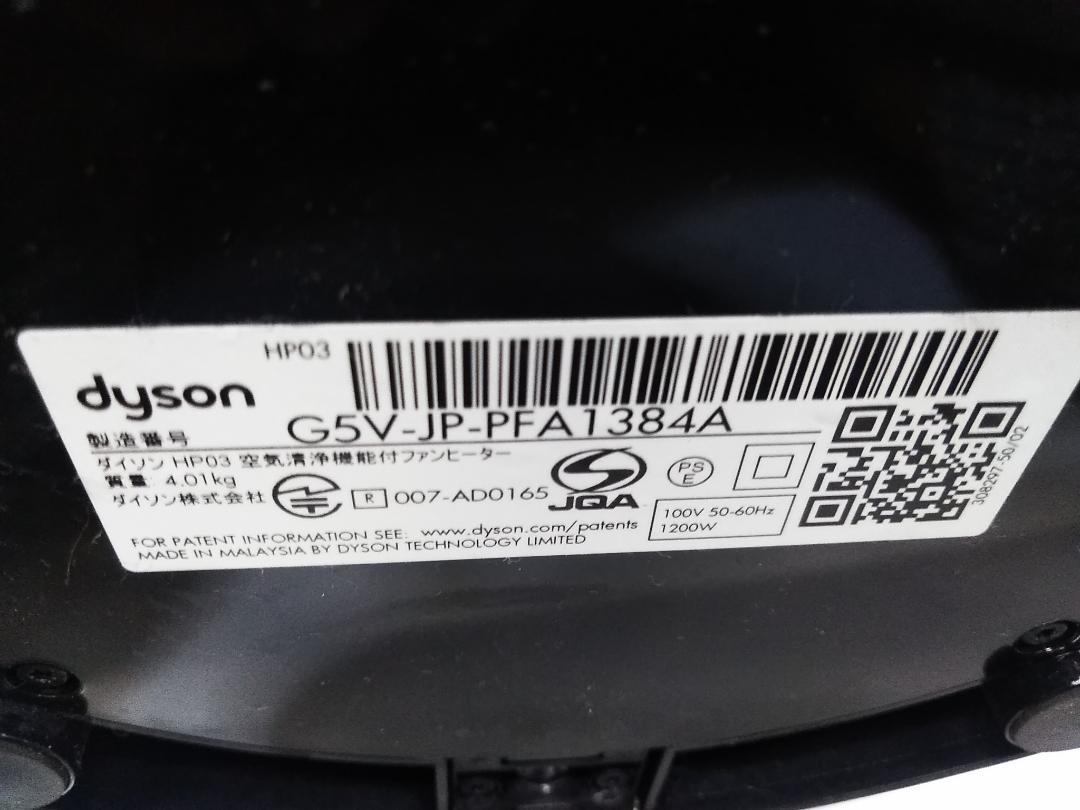 HP03
dyson
製造番号 G5V-JP-PFA1384A
ダイソン HP03 空気清浄機能付ファンヒーター
質量: 4.01kg
ダイソン株式会社
R 007-AD0165
JQA
PS
E
100V 50-60Hz
1200W
308297-50/02
FOR PATENT INFORMATION SEE: www.dyson.com/patents
MADE IN MALAYSIA BY DYSON TECHNOLOGY LIMITED